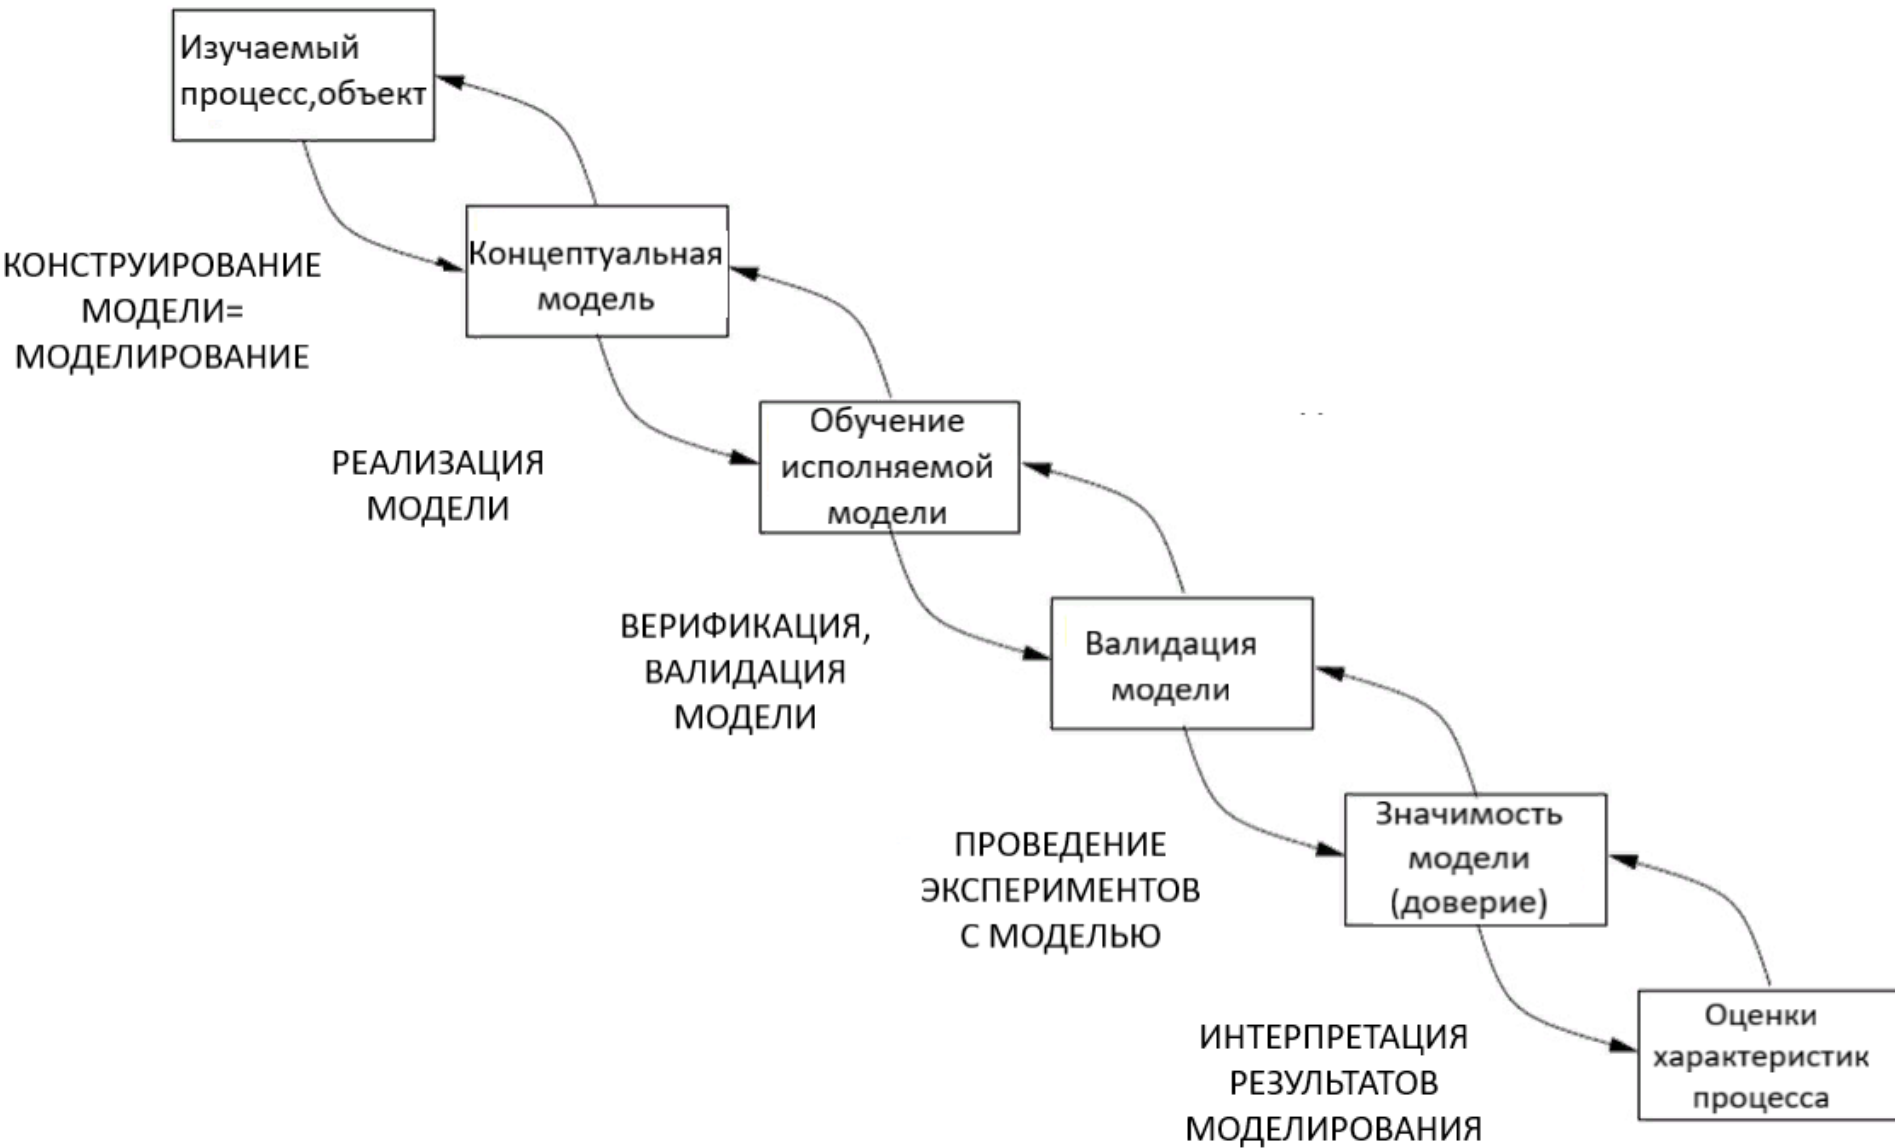 Изучаемый
процесс,объект
КОНСТРУИРОВАНИЕ
МОДЕЛИ=
МОДЕЛИРОВАНИЕ
Концептуальная
модель
РЕАЛИЗАЦИЯ
МОДЕЛИ
Обучение
исполняемой
модели
ВЕРИФИКАЦИЯ,
ВАЛИДАЦИЯ
МОДЕЛИ
Валидация
модели
ПРОВЕДЕНИЕ
ЭКСПЕРИМЕНТОВ
С МОДЕЛЬЮ
Значимость
модели
(доверие)
ИНТЕРПРЕТАЦИЯ
РЕЗУЛЬТАТОВ
МОДЕЛИРОВАНИЯ
Оценки
характеристик
процесса